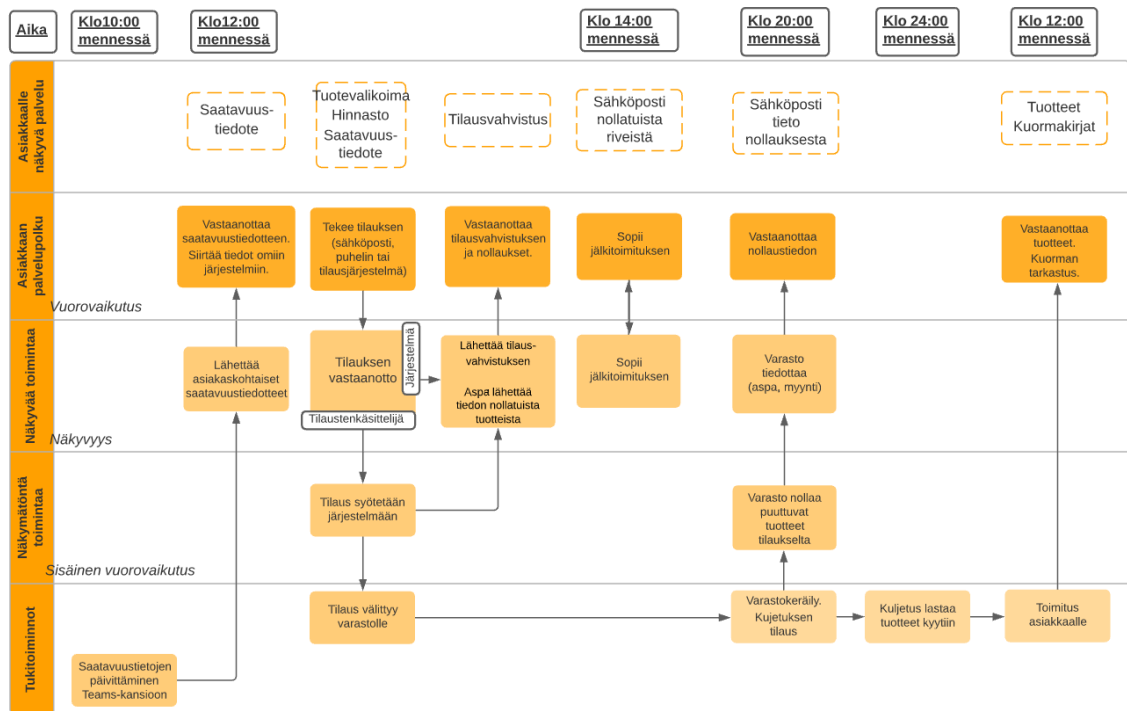 Aika
Klo10:00
mennessä
Klo12:00
mennessä
Klo 14:00
mennessä
Klo 20:00
mennessä
Klo 24:00
mennessä
Klo 12:00
mennessä
Asiakkaalle
näkyvä palvelu
Saatavuus-
tiedote
Tuotevalikoima
Hinnasto
Saatavuus-
tiedote
Tilausvahvistus
Sähköposti
nollatuista
riveistä
Sähköposti
tieto
nollauksesta
Tuotteet
Kuormakirjat
Asiakkaan
palvelupolku
Vastaanottaa
saatavuustiedotteen.
Siirtää tiedot omiin
järjestelmiin.
Tekee tilauksen
(sähköposti,
puhelin tai
tilausjärjestelmä)
Vastaanottaa
tilausvahvistuksen
ja nollaukset.
Sopii
jälkitoimituksen
Vastaanottaa
nollaustiedon
Vastaanottaa
tuotteet.
Kuorman
tarkastus.
Vuorovaikutus
Näkyvää toimintaa
Lähettää
asiakaskohtaiset
saatavuustiedotteet
Tilauksen
vastaanotto
Järjestelmä
Tilaustenkäsittelijä
Lähettää tilaus-
vahvistuksen
Aspa lähettää
tiedon nollatuista
tuotteista
Sopii
jälkitoimituksen
Varasto
tiedottaa
(aspa, myynti)
Näkyvyys
Näkymätöntä
toimintaa
Tilaus syötetään
järjestelmään
Varasto nollaa
puuttuvat
tuotteet
tilaukselta
Sisäinen vuorovaikutus
Tukitoiminnot
Tilaus välittyy
varastolle
Varastokeräily.
Kujetuksen
tilaus
Kuljetus lastaa
tuotteet kyytiin
Toimitus
asiakkaalle
Saatavuustietojen
päivittäminen
Teams-kansioon